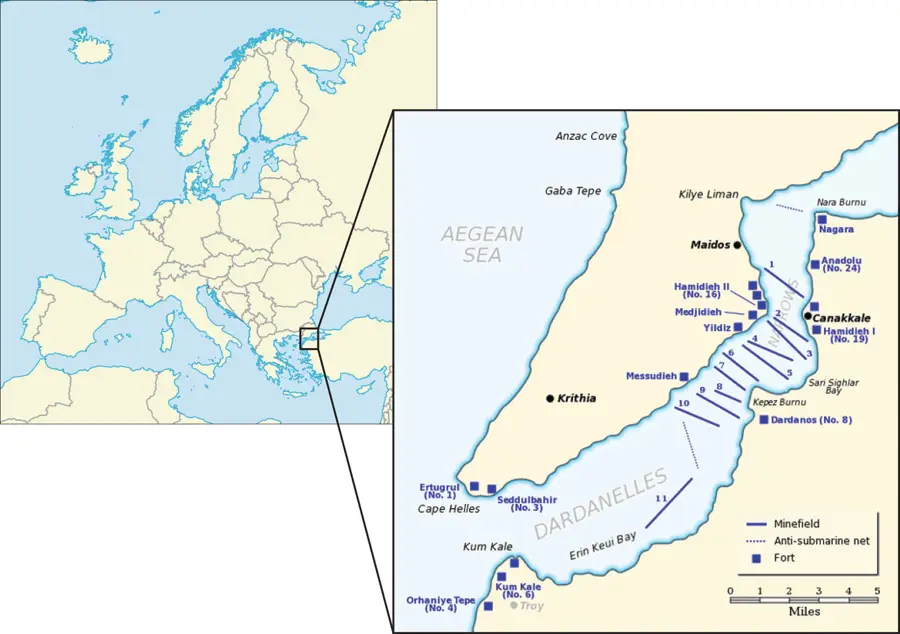 Anzac Cove
Gaba Tepe
Kilye Liman
Nara Burnu
Nagara
AEGEAN
SEA
Maidos
1
Anadolu
(No. 24)
Hamidieh II
(No. 16)
NARROWS
Medjidieh
2
Canakkale
Yildiz
Hamidieh I
(No. 19)
4
3
6
7
5
Messudieh
8
9
Sari Sighlar
Bay
10
Kepez Burnu
Krithia
Dardanos (No. 8)
Ertugrul
(No. 1)
Seddulbahir
(No. 3)
11
Cape Helles
DARDANELLES
Minefield
Anti-submarine net
Fort
Erin Keui Bay
Kum Kale
Kum Kale
(No. 6)
Orhaniye Tepe
(No. 4)
Troy
0 1 2 3 4 5
Miles